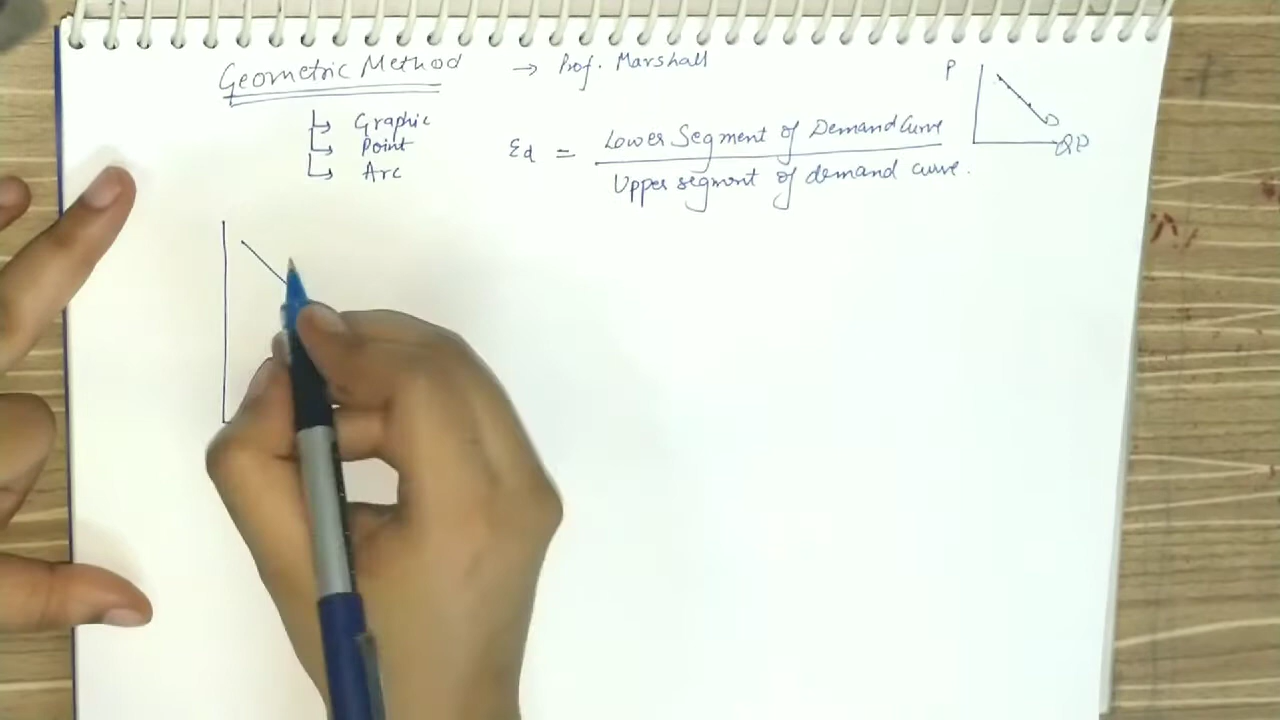 Geometric Method → Prof. Marshall
Graphic
Point
Arc
Ed = Lower Segment of Demand Curve
Upper segment of demand curve.
P
D
QD